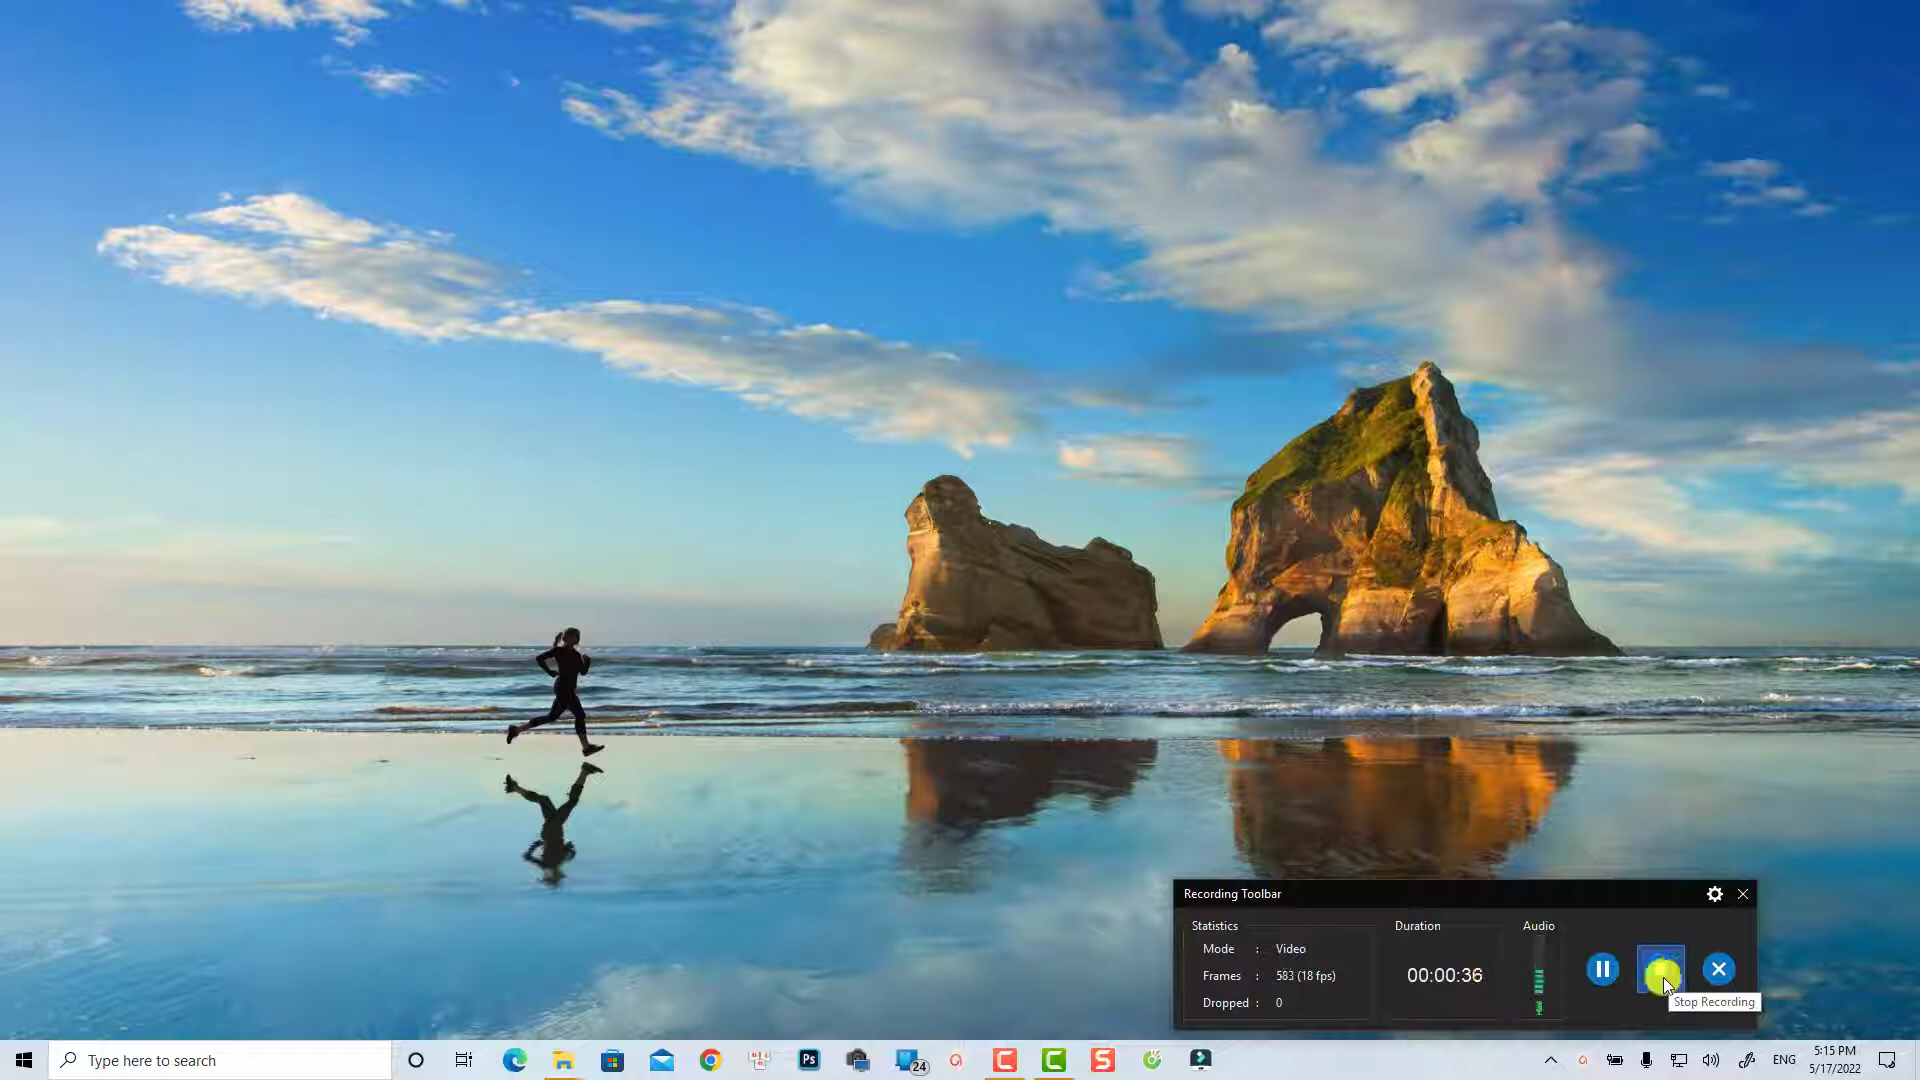 Recording Toolbar
Statistics
Duration
Audio
Mode : Video
Frames : 583 (18 fps)
00:00:36
Dropped : 0
Stop Recording
Type here to search
Ps
24
C
C
S
ENG
5:15 PM
5/17/2022